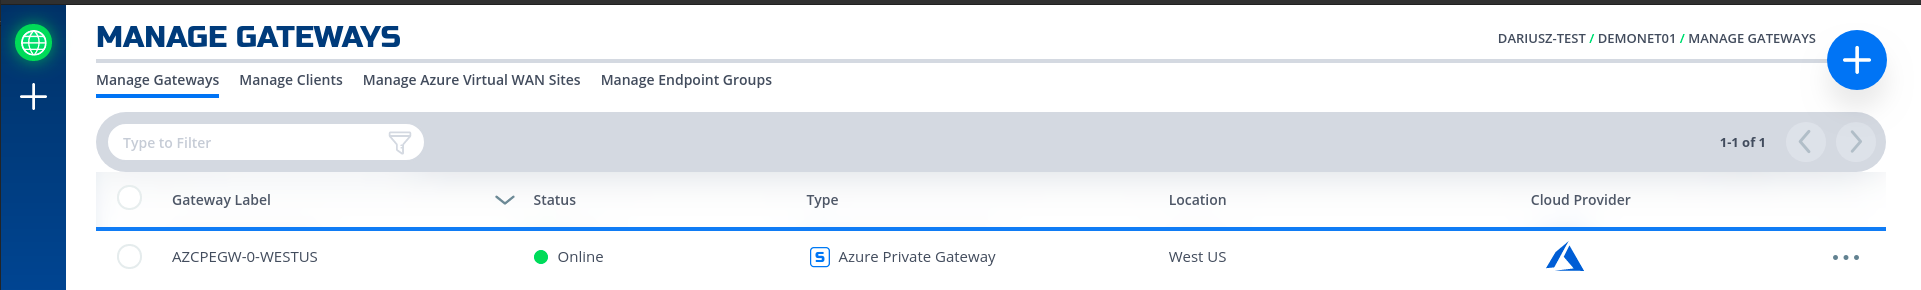 MANAGE GATEWAYS
DARIUSZ-TEST / DEMONET01 / MANAGE GATEWAYS
Manage Gateways Manage Clients Manage Azure Virtual WAN Sites Manage Endpoint Groups
Type to Filter 1-1 of 1
Gateway Label Status Type Location Cloud Provider
AZCPEGW-0-WESTUS Online S Azure Private Gateway West US